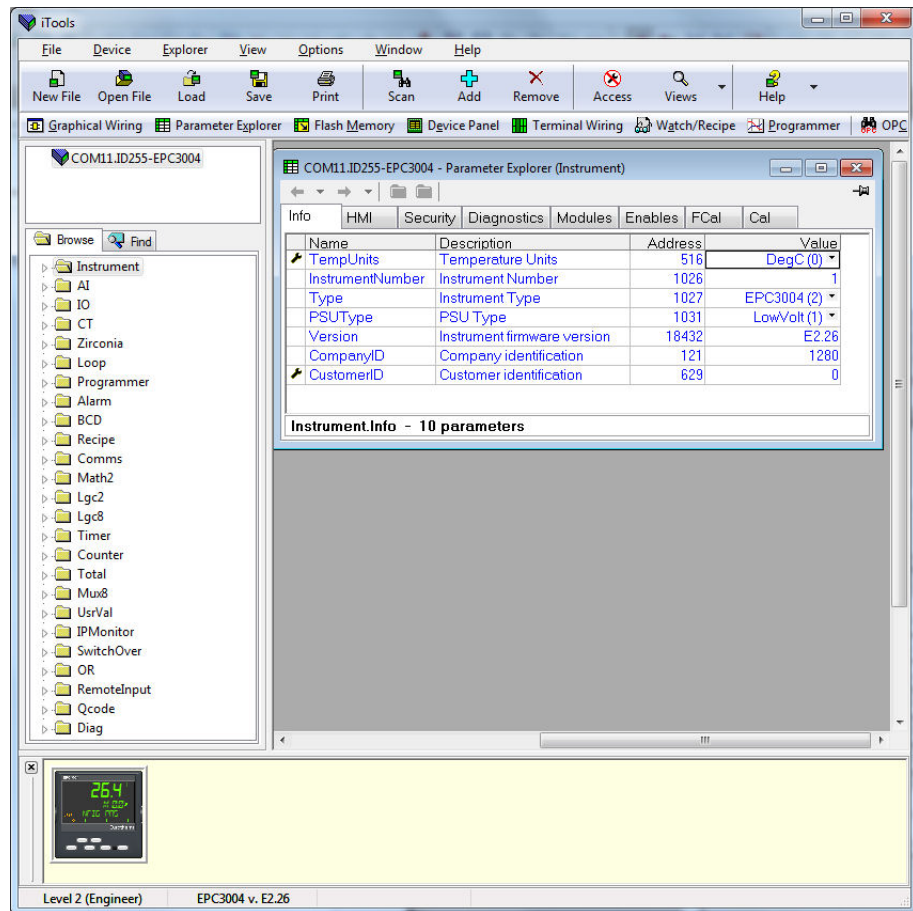 iTools
File Device Explorer View Options Window Help
New File Open File Load Save Print Scan Add Remove Access Views Help
Graphical Wiring Parameter Explorer Flash Memory Device Panel Terminal Wiring Watch/Recipe Programmer OPC
COM11.ID255-EPC3004
Browse Find
Instrument
AI
IO
CT
Zirconia
Loop
Programmer
Alarm
BCD
Recipe
Comms
Math2
Lgc2
Lgc8
Timer
Counter
Total
Mux8
UsrVal
IPMonitor
SwitchOver
OR
RemoteInput
Qcode
Diag
COM11.ID255-EPC3004 - Parameter Explorer (Instrument)
Info HMI Security Diagnostics Modules Enables FCal Cal
Name Description Address Value
TempUnits Temperature Units 516 DegC (0)
InstrumentNumber Instrument Number 1026 1
Type Instrument Type 1027 EPC3004 (2)
PSUType PSU Type 1031 LowVolt (1)
Version Instrument firmware version 18432 E2.26
CompanyID Company identification 121 1280
CustomerID Customer identification 629 0
Instrument.Info - 10 parameters
26.4
Level 2 (Engineer) EPC3004 v. E2.26